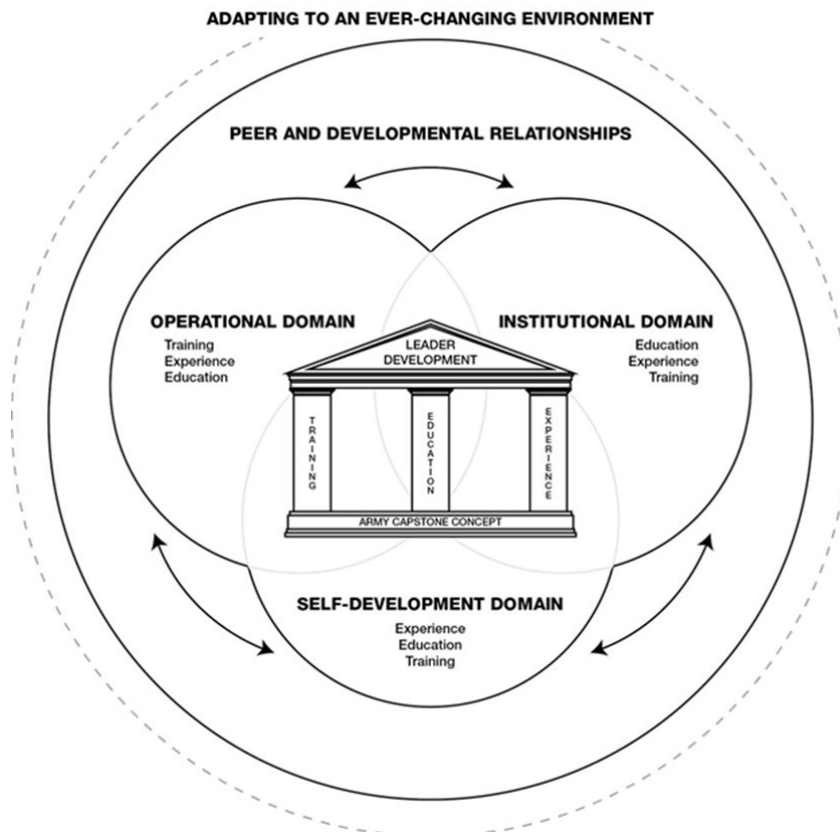 ADAPTING TO AN EVER-CHANGING ENVIRONMENT
PEER AND DEVELOPMENTAL RELATIONSHIPS
OPERATIONAL DOMAIN
Training
Experience
Education
INSTITUTIONAL DOMAIN
Education
Experience
Training
LEADER
DEVELOPMENT
TRAINING
EDUCATION
EXPERIENCE
ARMY CAPSTONE CONCEPT
SELF-DEVELOPMENT DOMAIN
Experience
Education
Training